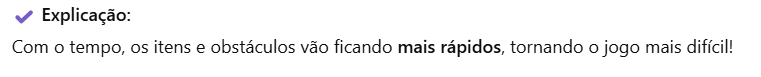 Explicação:
Com o tempo, os itens e obstáculos vão ficando mais rápidos, tornando o jogo mais difícil!